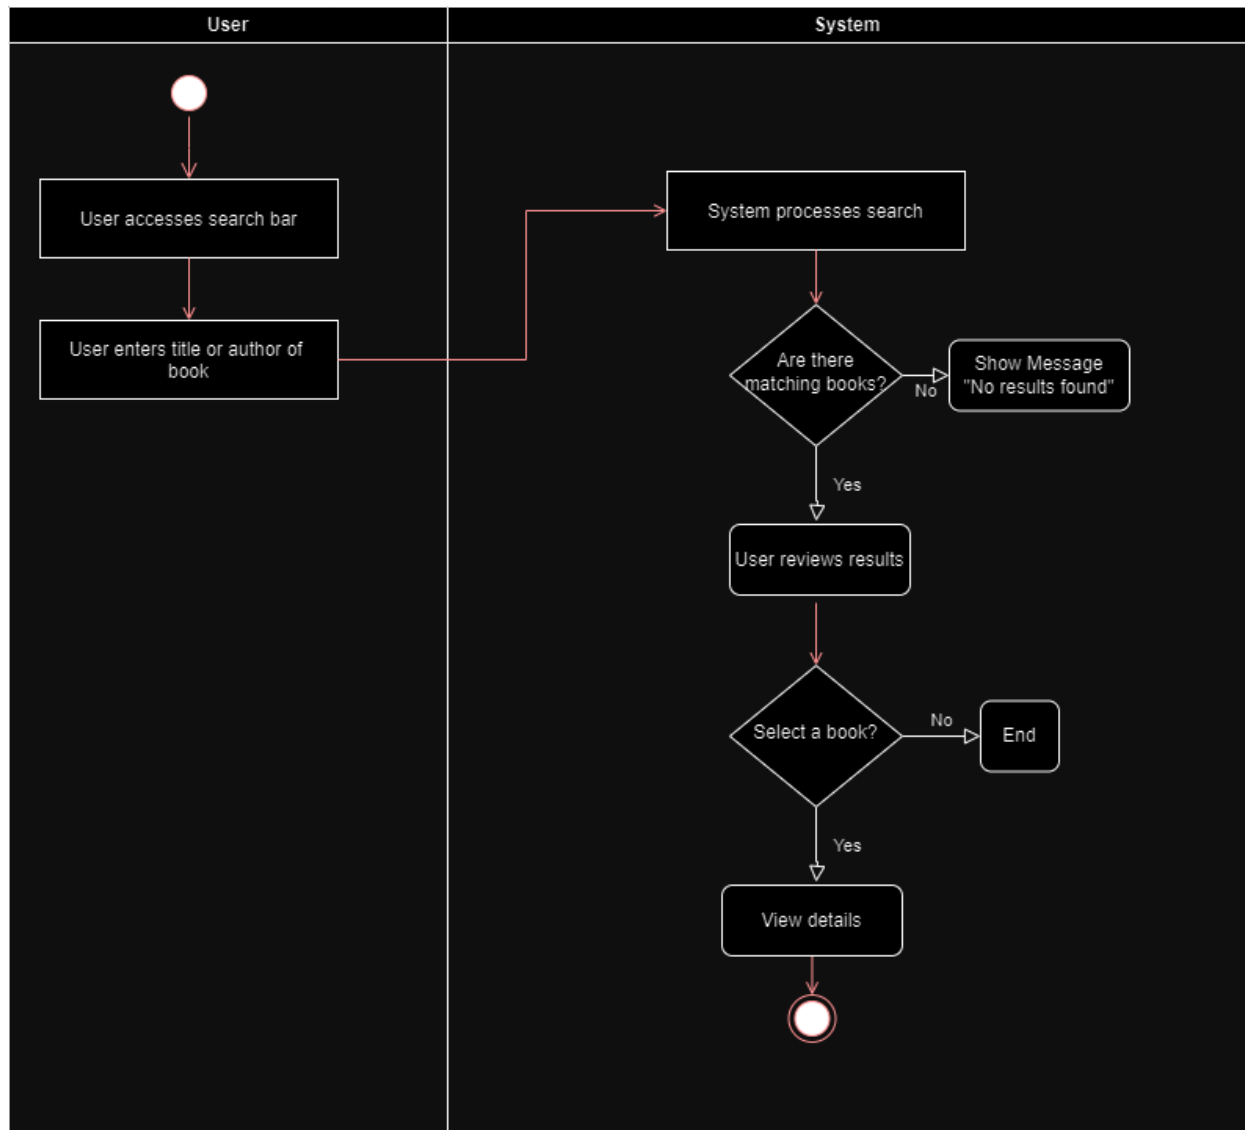 User
System
User accesses search bar
User enters title or author of
book
System processes search
Are there
matching books?
No
Show Message
"No results found"
Yes
User reviews results
Select a book?
No
End
Yes
View details